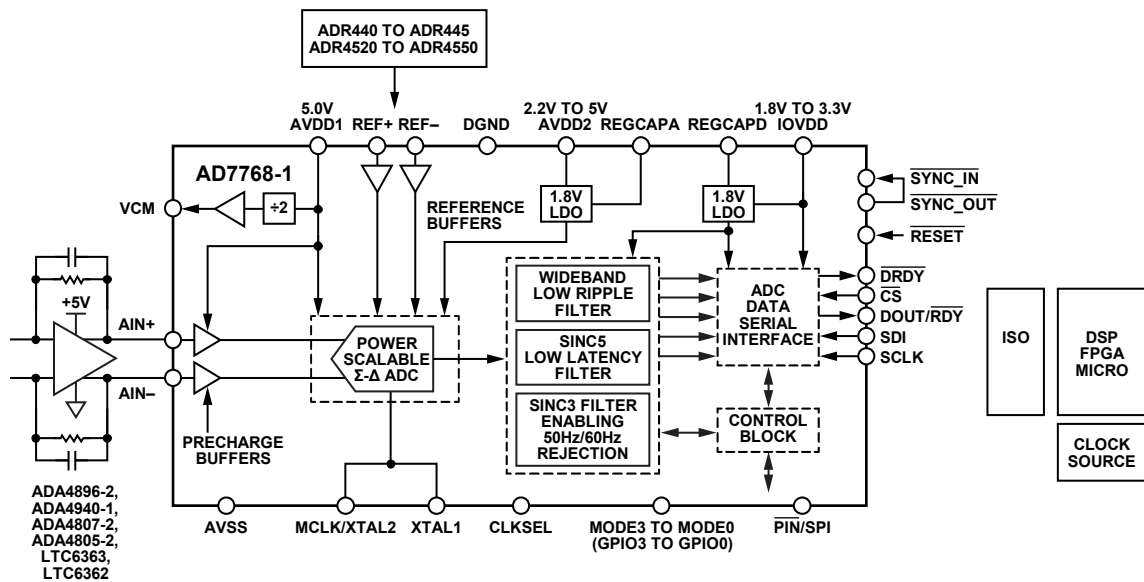 ADR440 TO ADR445
ADR4520 TO ADR4550
5.0V
AVDD1
REF+
REF–
DGND
2.2V TO 5V
AVDD2
REGCAPA
REGCAPD
1.8V TO 3.3V
IOVDD
AD7768-1
VCM
÷2
REFERENCE
BUFFERS
1.8V
LDO
1.8V
LDO
SYNC_IN
SYNC_OUT
RESET
+5V
AIN+
AIN–
PRECHARGE
BUFFERS
POWER
SCALABLE
Σ-Δ ADC
WIDEBAND
LOW RIPPLE
FILTER
SINC5
LOW LATENCY
FILTER
SINC3 FILTER
ENABLING
50Hz/60Hz
REJECTION
ADC
DATA
SERIAL
INTERFACE
CONTROL
BLOCK
DRDY
CS
DOUT/RDY
SDI
SCLK
ISO
DSP
FPGA
MICRO
CLOCK
SOURCE
ADA4896-2,
ADA4940-1,
ADA4807-2,
ADA4805-2,
LTC6363,
LTC6362
AVSS
MCLK/XTAL2
XTAL1
CLKSEL
MODE3 TO MODE0
(GPIO3 TO GPIO0)
PIN/SPI